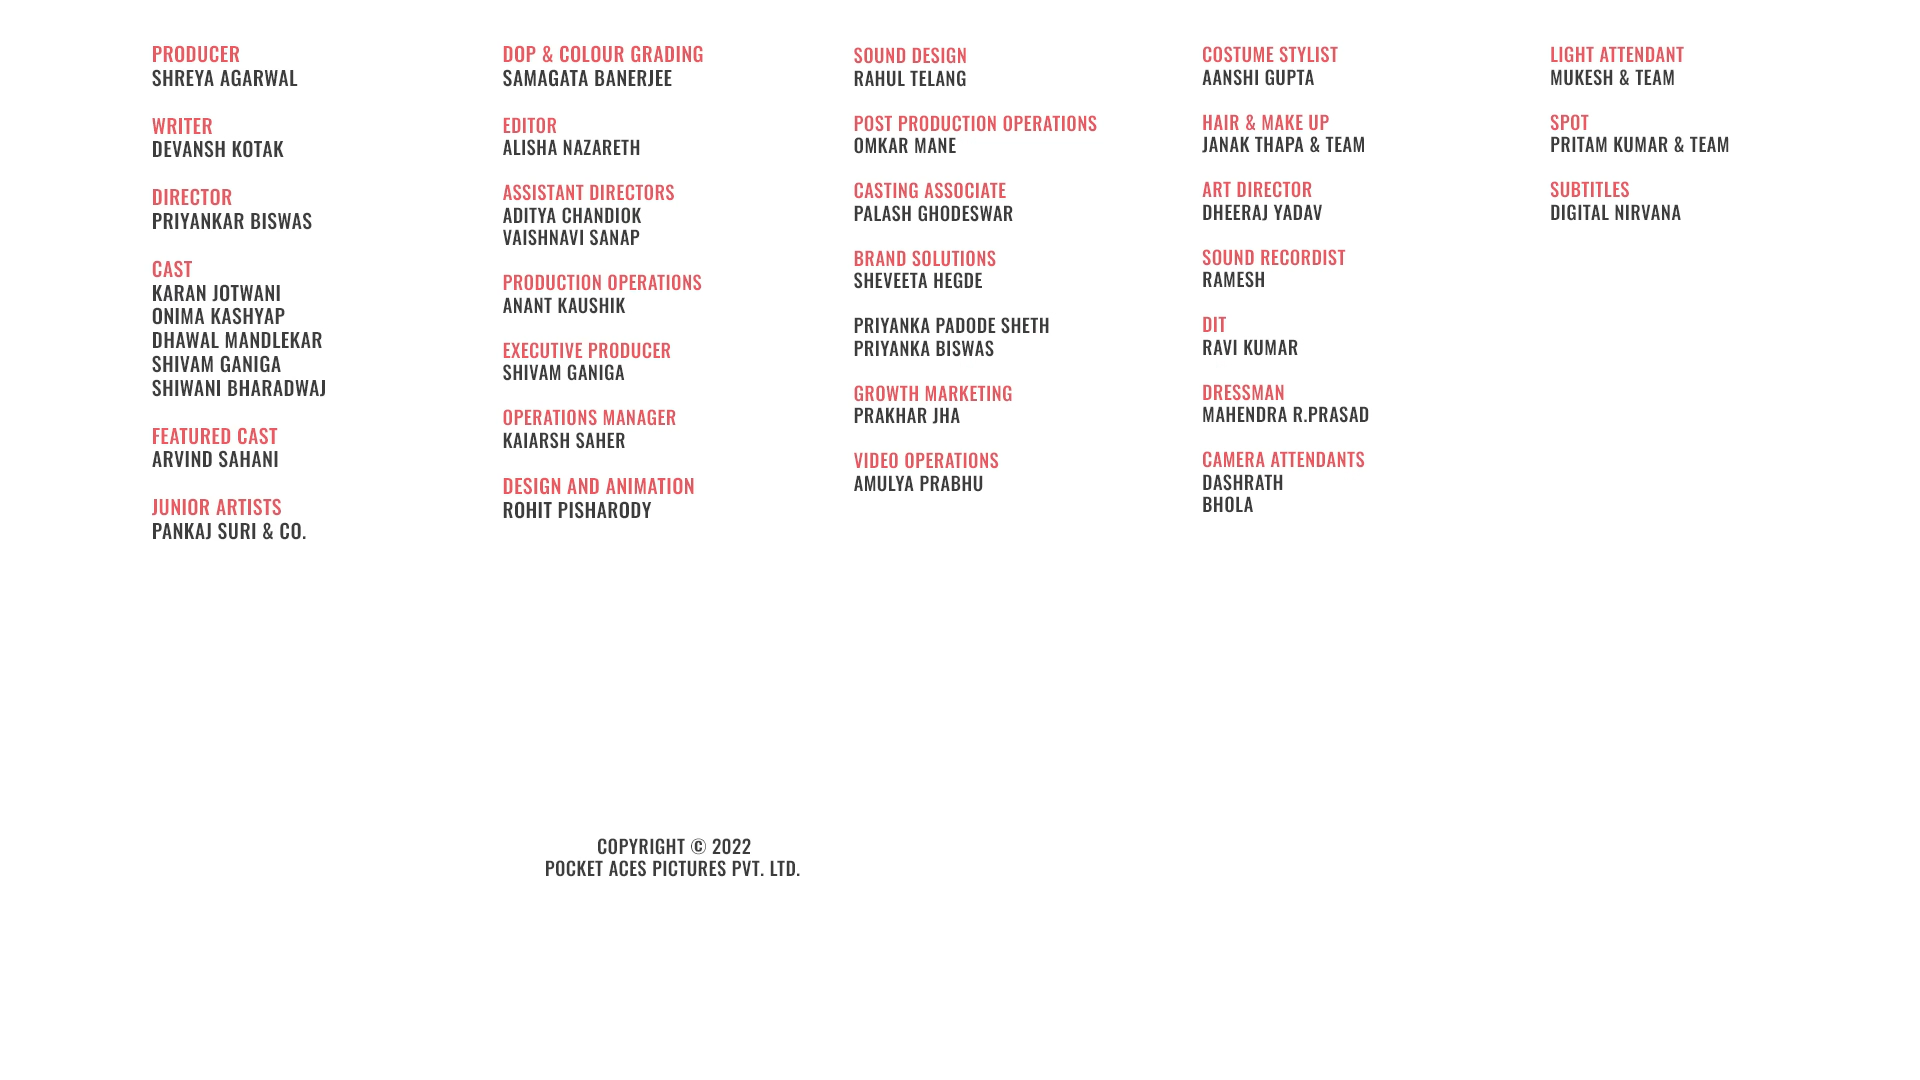 PRODUCER
SHREYA AGARWAL
WRITER
DEVANSH KOTAK
DIRECTOR
PRIYANKAR BISWAS
CAST
KARAN JOTWANI
ONIMA KASHYAP
DHAWAL MANDLEKAR
SHIVAM GANIGA
SHIWANI BHARADWAJ
FEATURED CAST
ARVIND SAHANI
JUNIOR ARTISTS
PANKAJ SURI & CO.
DOP & COLOUR GRADING
SAMAGATA BANERJEE
EDITOR
ALISHA NAZARETH
ASSISTANT DIRECTORS
ADITYA CHANDIOK
VAISHNAVI SANAP
PRODUCTION OPERATIONS
ANANT KAUSHIK
EXECUTIVE PRODUCER
SHIVAM GANIGA
OPERATIONS MANAGER
KAIARSH SAHER
DESIGN AND ANIMATION
ROHIT PISHARODY
SOUND DESIGN
RAHUL TELANG
POST PRODUCTION OPERATIONS
OMKAR MANE
CASTING ASSOCIATE
PALASH GHODESWAR
BRAND SOLUTIONS
SHEVEETA HEGDE
PRIYANKA PADODE SHETH
PRIYANKA BISWAS
GROWTH MARKETING
PRAKHAR JHA
VIDEO OPERATIONS
AMULYA PRABHU
COSTUME STYLIST
AANSHI GUPTA
HAIR & MAKE UP
JANAK THAPA & TEAM
ART DIRECTOR
DHEERAJ YADAV
SOUND RECORDIST
RAMESH
DIT
RAVI KUMAR
DRESSMAN
MAHENDRA R.PRASAD
CAMERA ATTENDANTS
DASHRATH
BHOLA
LIGHT ATTENDANT
MUKESH & TEAM
SPOT
PRITAM KUMAR & TEAM
SUBTITLES
DIGITAL NIRVANA
COPYRIGHT © 2022
POCKET ACES PICTURES PVT. LTD.